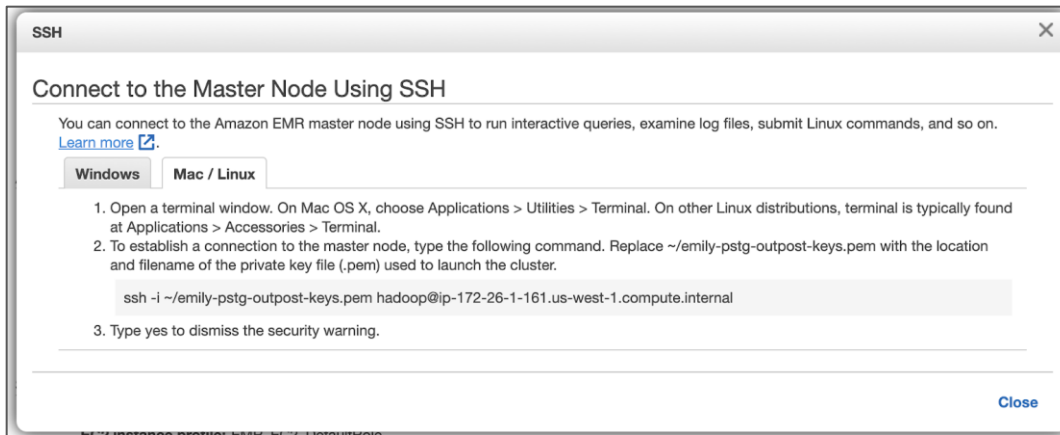 SSH
Connect to the Master Node Using SSH
You can connect to the Amazon EMR master node using SSH to run interactive queries, examine log files, submit Linux commands, and so on.
Learn more.
Windows
Mac / Linux
1. Open a terminal window. On Mac OS X, choose Applications > Utilities > Terminal. On other Linux distributions, terminal is typically found
at Applications > Accessories > Terminal.
2. To establish a connection to the master node, type the following command. Replace ~/emily-pstg-outpost-keys.pem with the location
and filename of the private key file (.pem) used to launch the cluster.
ssh -i ~/emily-pstg-outpost-keys.pem hadoop@ip-172-26-1-161.us-west-1.compute.internal
3. Type yes to dismiss the security warning.
Close